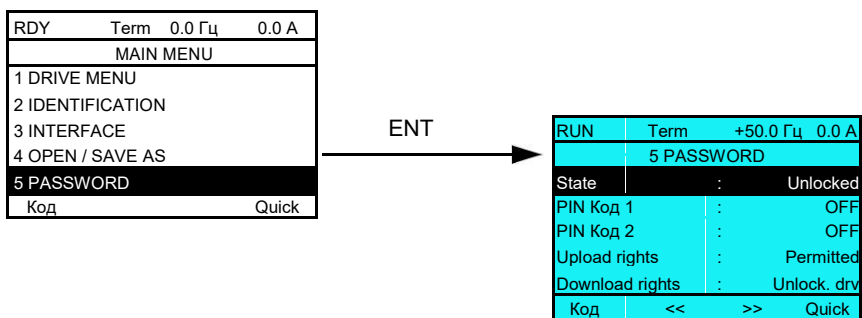 RDY Term 0.0 Гц 0.0 A
MAIN MENU
1 DRIVE MENU
2 IDENTIFICATION
3 INTERFACE
4 OPEN / SAVE AS
5 PASSWORD
Код Quick
ENT
RUN Term +50.0 Гц 0.0 A
5 PASSWORD
State : Unlocked
PIN Код 1 : OFF
PIN Код 2 : OFF
Upload rights : Permitted
Download rights : Unlock. drv
Код << >> Quick